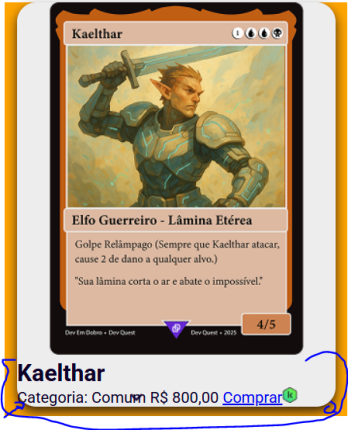 Kaelthar 1
Elfo Guerreiro - Lâmina Etérea
Golpe Relâmpago (Sempre que Kaelthar atacar,
cause 2 de dano a qualquer alvo.)
"Sua lâmina corta o ar e abate o impossível."
4/5
Dev Em Dobro • Dev Quest Dev Quest • 2025
Kaelthar
Categoria: Comum R$ 800,00 Comprar